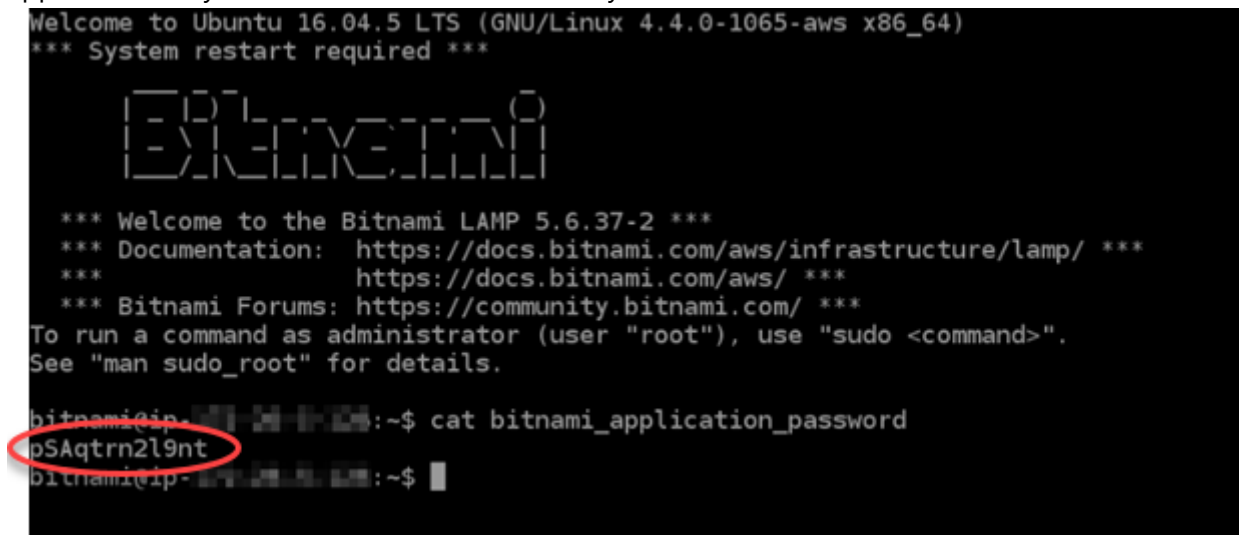 Welcome to Ubuntu 16.04.5 LTS (GNU/Linux 4.4.0-1065-aws x86_64)
*** System restart required ***
Bitnami
*** Welcome to the Bitnami LAMP 5.6.37-2 ***
*** Documentation: https://docs.bitnami.com/aws/infrastructure/lamp/ ***
*** https://docs.bitnami.com/aws/ ***
*** Bitnami Forums: https://community.bitnami.com/ ***
To run a command as administrator (user "root"), use "sudo <command>".
See "man sudo_root" for details.
bitnami@ip- :~$ cat bitnami_application_password
pSAqtrn2l9nt
bitnami@ip- :~$